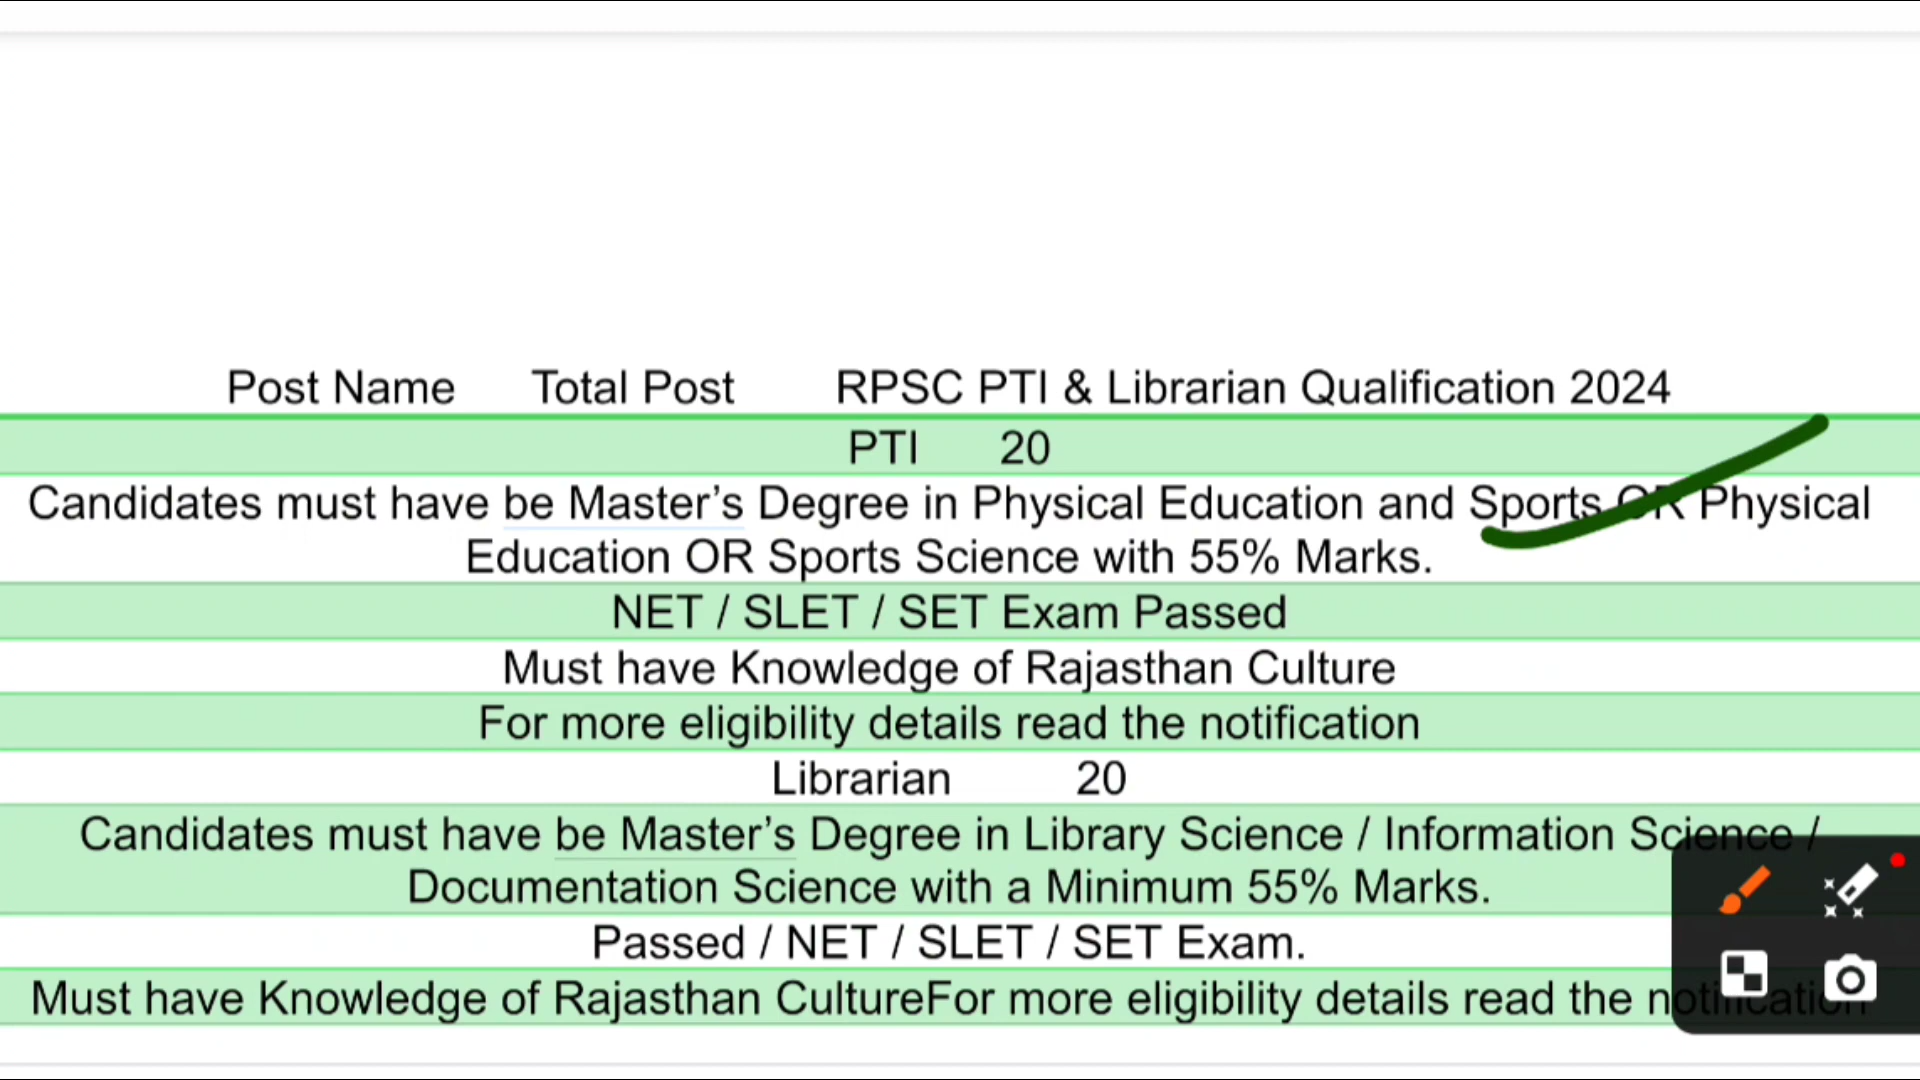 Post Name Total Post RPSC PTI & Librarian Qualification 2024
PTI 20
Candidates must have be Master’s Degree in Physical Education and Sports OR Physical
Education OR Sports Science with 55% Marks.
NET / SLET / SET Exam Passed
Must have Knowledge of Rajasthan Culture
For more eligibility details read the notification
Librarian 20
Candidates must have be Master’s Degree in Library Science / Information Science /
Documentation Science with a Minimum 55% Marks.
Passed / NET / SLET / SET Exam.
Must have Knowledge of Rajasthan CultureFor more eligibility details read the notification